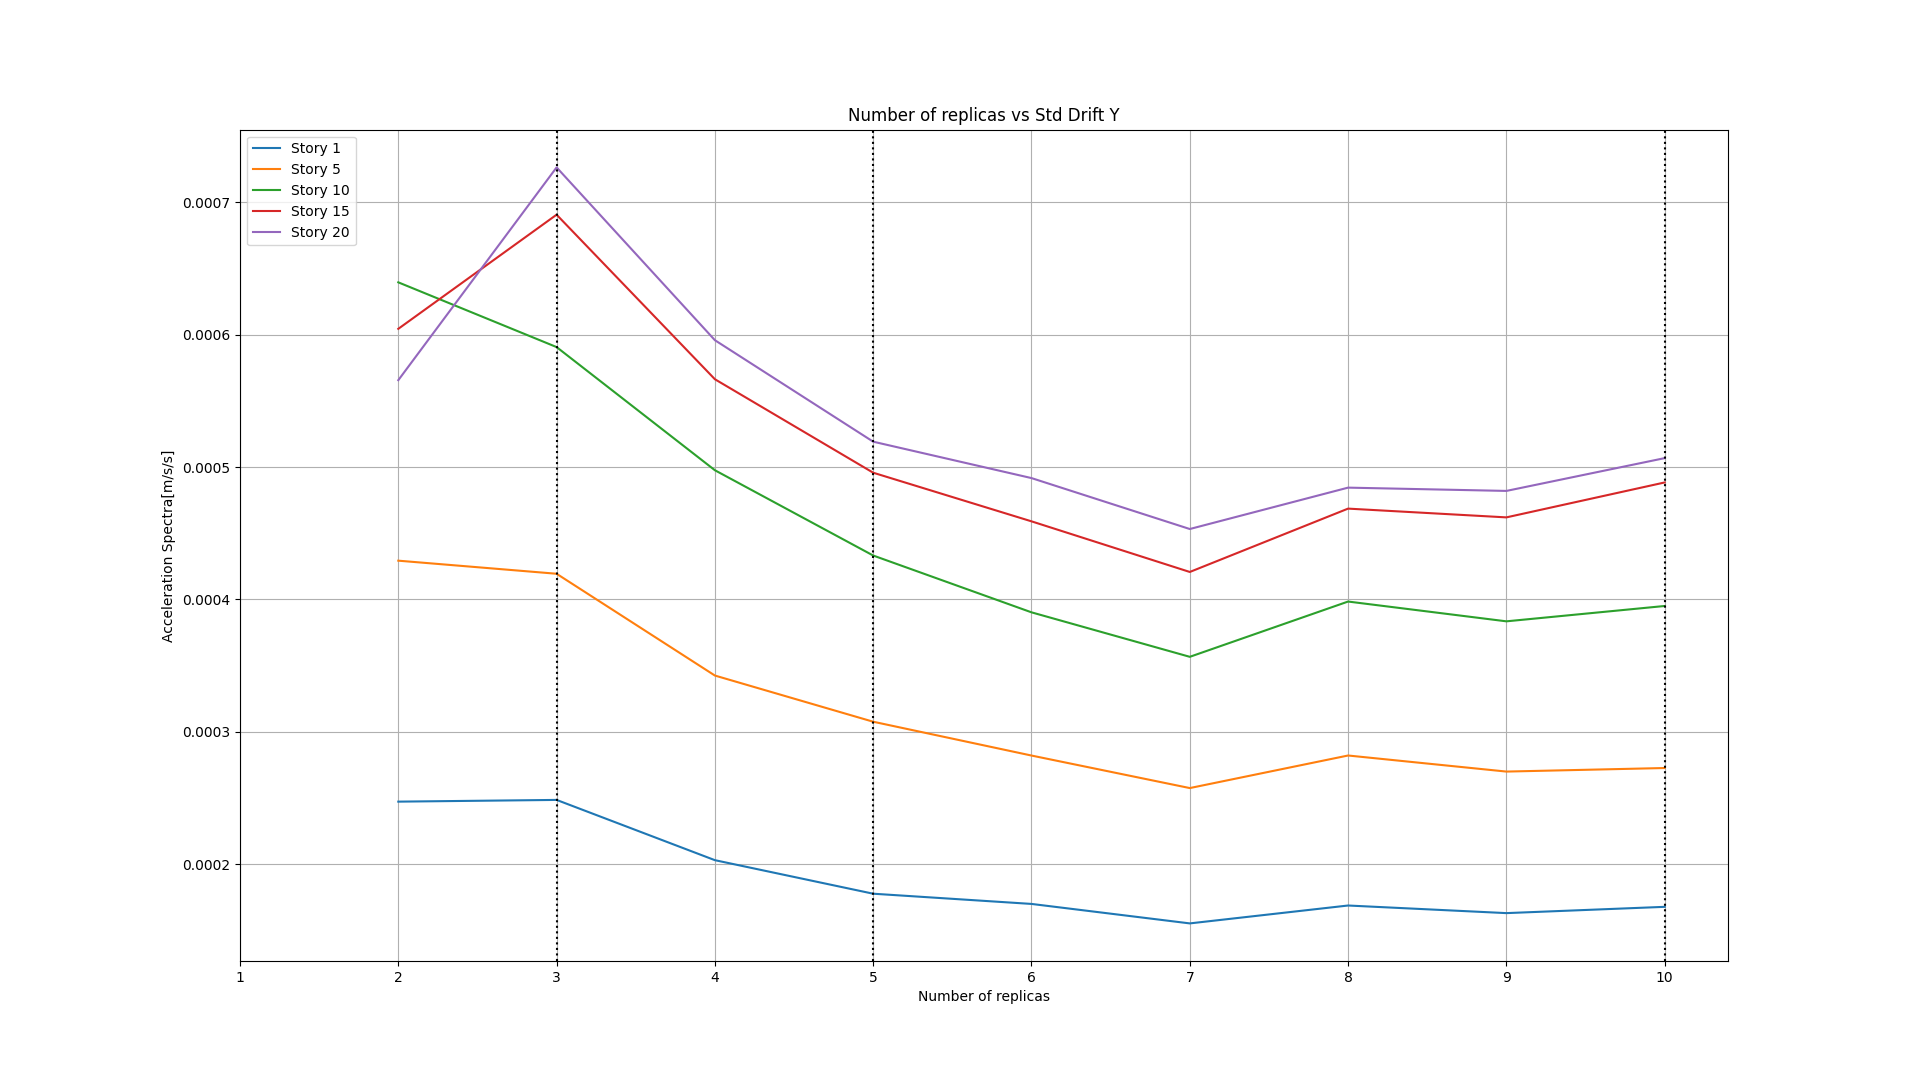 Number of replicas vs Std Drift Y
Story 1
Story 5
Story 10
Story 15
Story 20
Acceleration Spectra[m/s/s]
0.0007
0.0006
0.0005
0.0004
0.0003
0.0002
1 2 3 4 5 6 7 8 9 10
Number of replicas